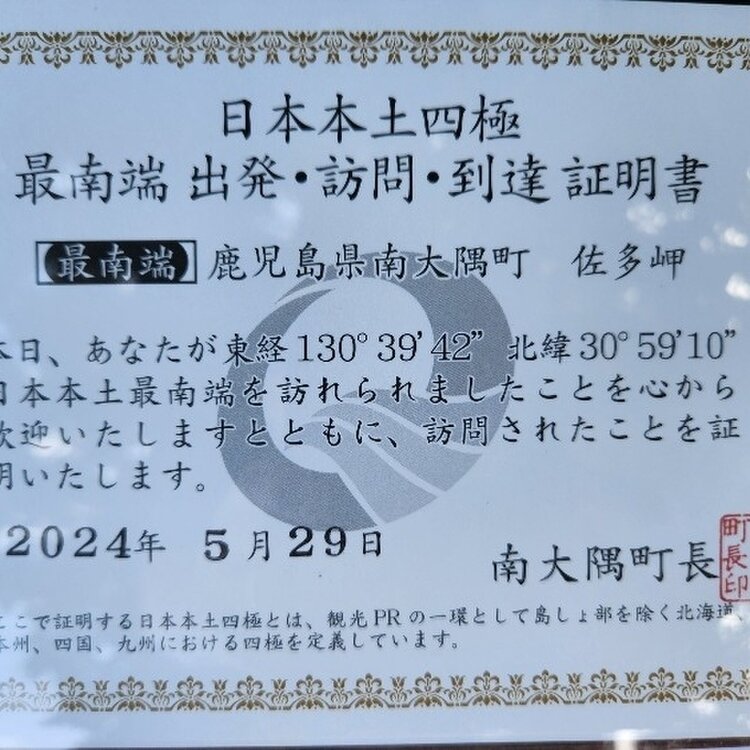 日本本土四極
最南端 出発・訪問・到達 証明書
【最南端】鹿児島県南大隅町 佐多岬
本日、あなたが東経130°39'42” 北緯30°59'10”
日本本土最南端を訪れられましたことを心から
歓迎いたしますとともに、訪問されたことを証
明いたします。
2024年 5月29日
南大隅町長
町長印
ここで証明する日本本土四極とは、観光PRの一環として島しょ部を除く北海道、
本州、四国、九州における四極を定義しています。